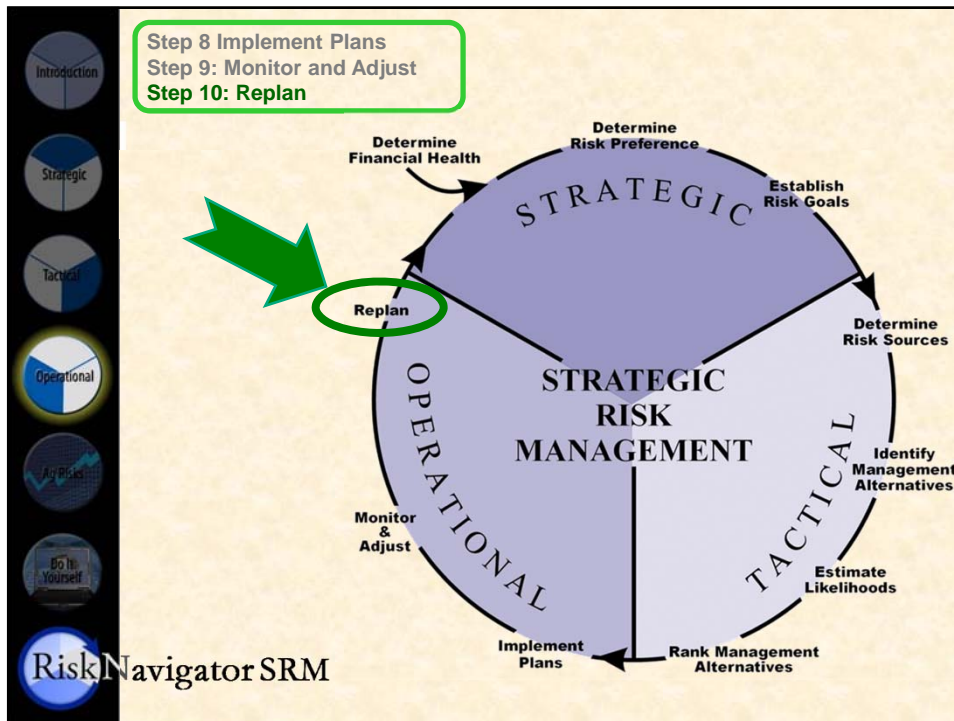 Step 8 Implement Plans
Step 9: Monitor and Adjust
Step 10: Replan
Introduction
Strategic
Tactical
Operational
Ag Risks
Do It
Yourself
Risk Navigator SRM
Determine
Financial Health
Determine
Risk Preference
Establish
Risk Goals
STRATEGIC
Determine
Risk Sources
Identify
Management
Alternatives
Estimate
Likelihoods
Rank Management
Alternatives
TACTICAL
Implement
Plans
Monitor
&
Adjust
Replan
OPERATIONAL
STRATEGIC
RISK
MANAGEMENT